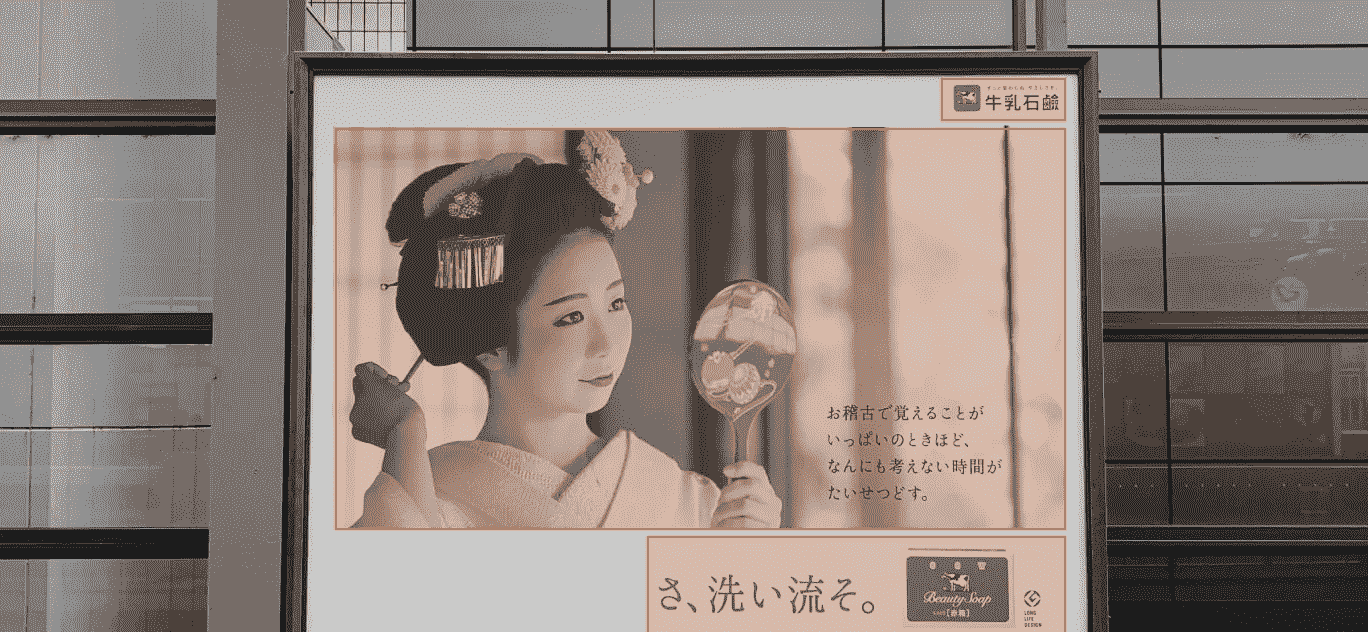 ずっと変わらぬ やさしさを。
牛乳石鹸
お稽古で覚えることが
いっぱいのときほど、
なんにも考えない時間が
たいせつどす。
さ、洗い流そ。
COW
Beauty Soap
[赤箱]
LONG
LIFE
DESIGN